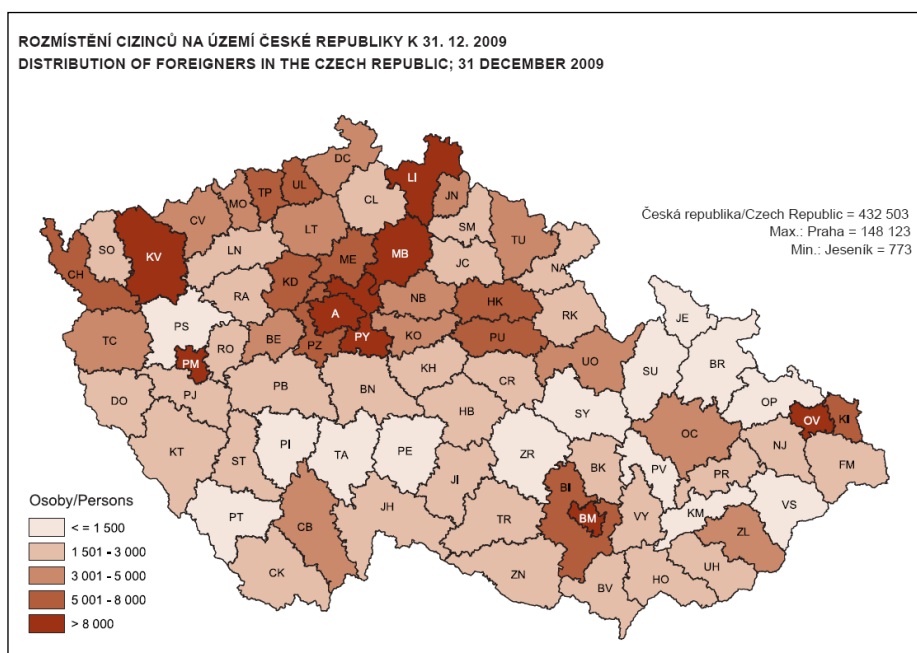 ROZMÍSTĚNÍ CIZINCŮ NA ÚZEMÍ ČESKÉ REPUBLIKY K 31. 12. 2009
DISTRIBUTION OF FOREIGNERS IN THE CZECH REPUBLIC; 31 DECEMBER 2009
Česká republika/Czech Republic = 432 503
Max.: Praha = 148 123
Min.: Jeseník = 773
DC
LI
TP
UL
CL
JN
MO
CV
LT
SM
TU
SO
KV
LN
ME
MB
JC
NA
CH
KD
RA
NB
HK
RK
A
JE
PS
TC
RO
BE
PZ
PY
KO
PU
UO
PM
SU
BR
KH
CR
DO
PJ
PB
BN
OP
SY
HB
OV
KI
OC
KT
ST
PI
TA
PE
ZR
NJ
BK
PV
PR
FM
JI
BI
VS
PT
CB
JH
TR
BM
VY
KM
ZL
CK
ZN
BV
HO
UH
Osoby/Persons
< = 1 500
1 501 - 3 000
3 001 - 5 000
5 001 - 8 000
> 8 000